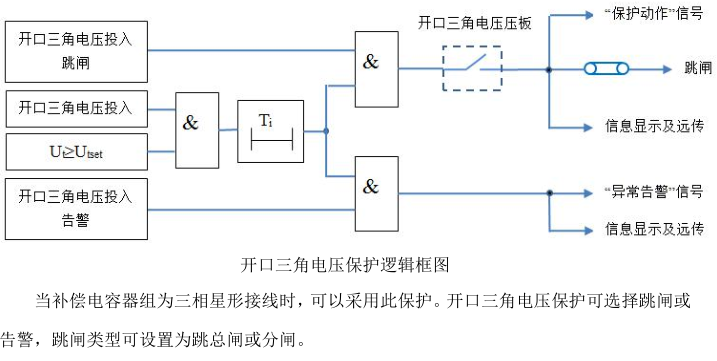 开口三角电压投入
跳闸
开口三角电压投入
U≥Utset
开口三角电压投入
告警
&
Ti
&
&
开口三角电压压板
“保护动作”信号
跳闸
信息显示及远传
“异常告警”信号
信息显示及远传
开口三角电压保护逻辑框图
当补偿电容器组为三相星形接线时，可以采用此保护。开口三角电压保护可选择跳闸或
告警，跳闸类型可设置为跳总闸或分闸。